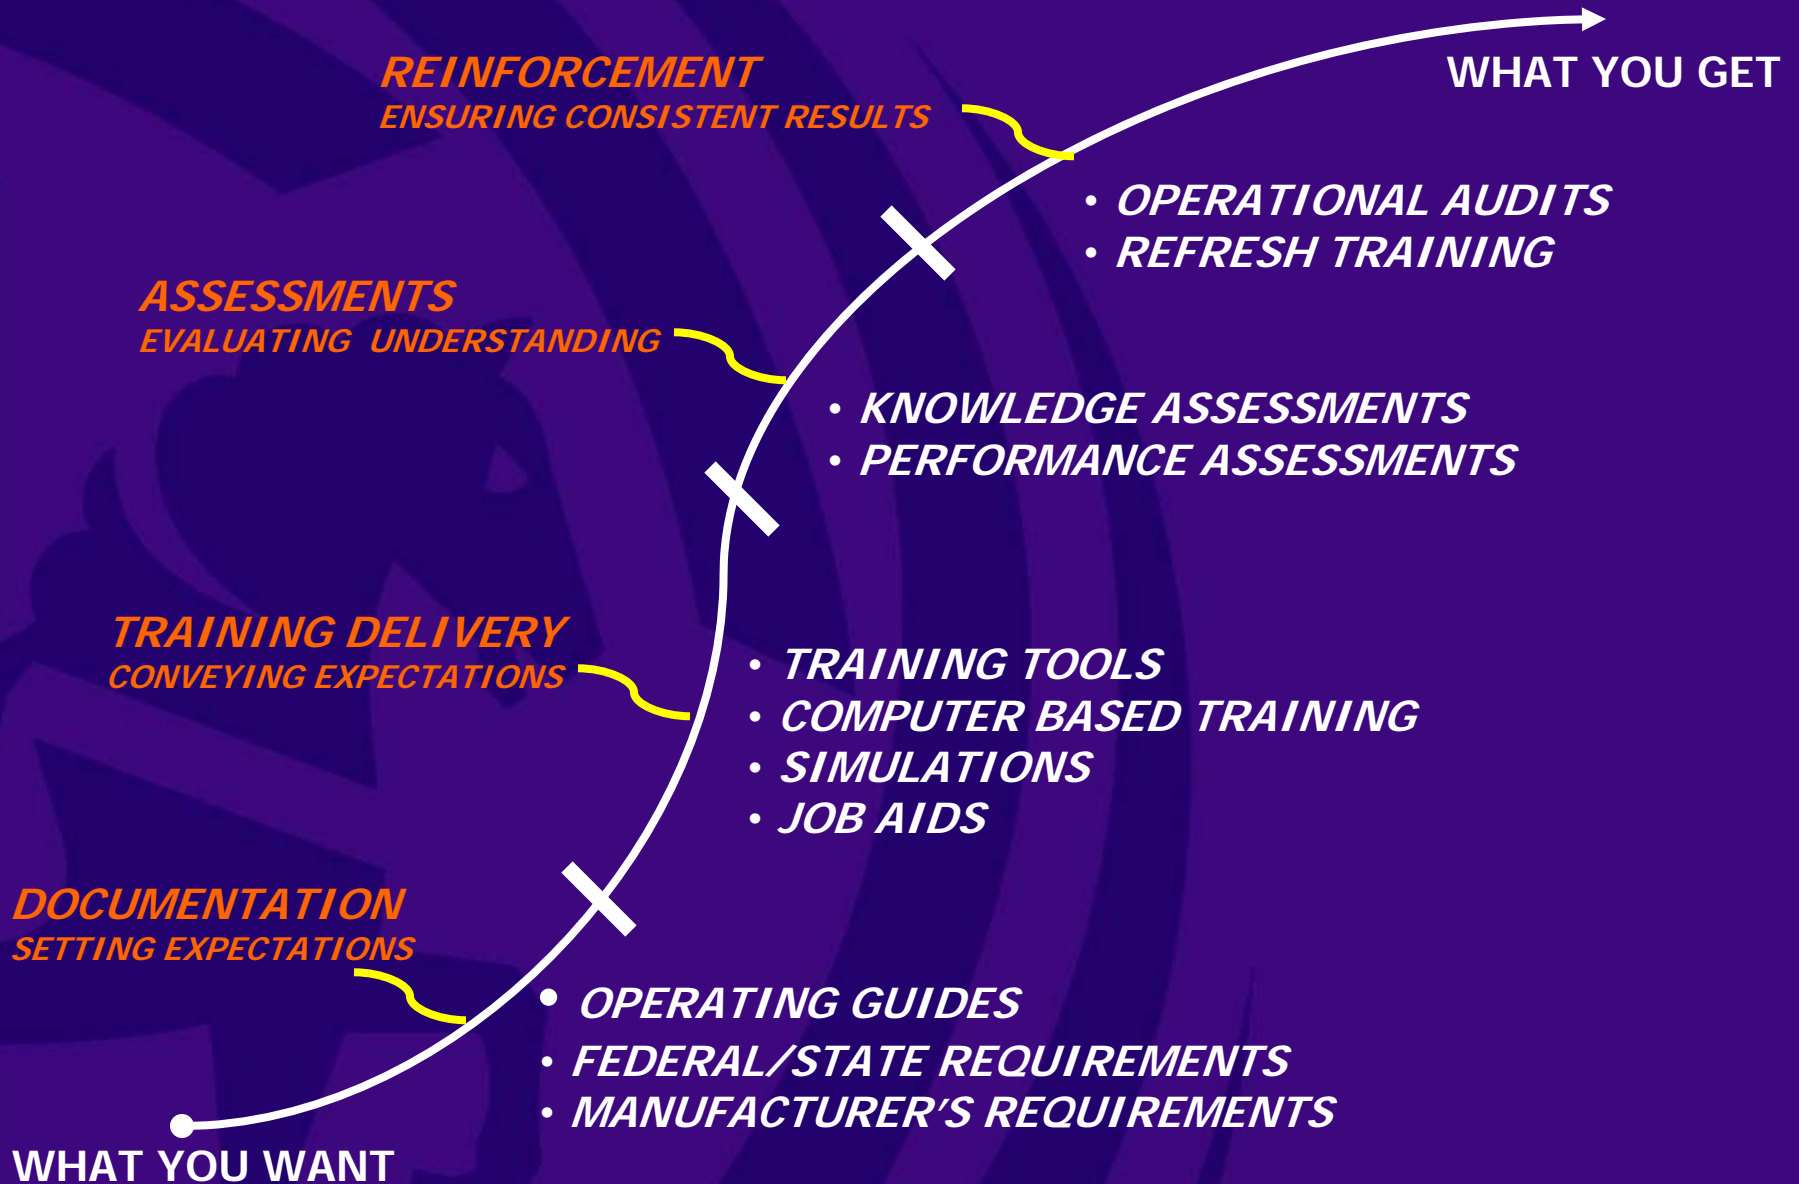 REINFORCEMENT
ENSURING CONSISTENT RESULTS
WHAT YOU GET
• OPERATIONAL AUDITS
• REFRESH TRAINING
ASSESSMENTS
EVALUATING UNDERSTANDING
• KNOWLEDGE ASSESSMENTS
• PERFORMANCE ASSESSMENTS
TRAINING DELIVERY
CONVEYING EXPECTATIONS
• TRAINING TOOLS
• COMPUTER BASED TRAINING
• SIMULATIONS
• JOB AIDS
DOCUMENTATION
SETTING EXPECTATIONS
• OPERATING GUIDES
• FEDERAL/STATE REQUIREMENTS
• MANUFACTURER’S REQUIREMENTS
WHAT YOU WANT